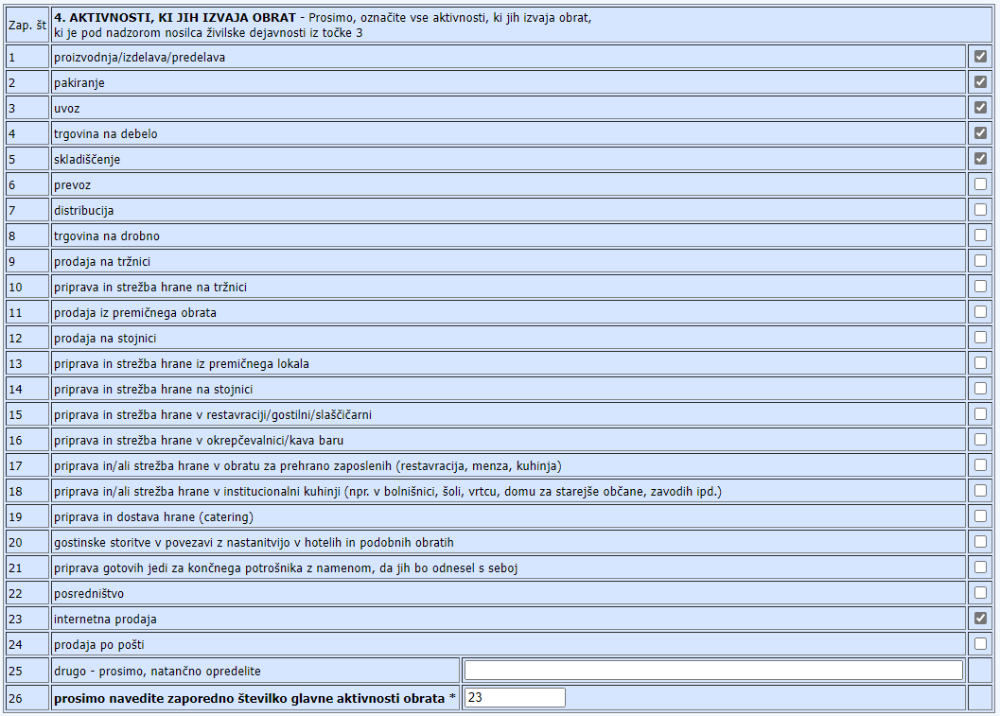 Zap. št
4. AKTIVNOSTI, KI JIH IZVAJA OBRAT - Prosimo, označite vse aktivnosti, ki jih izvaja obrat,
ki je pod nadzorom nosilca živilske dejavnosti iz točke 3
1 proizvodnja/izdelava/predelava
2 pakiranje
3 uvoz
4 trgovina na debelo
5 skladiščenje
6 prevoz
7 distribucija
8 trgovina na drobno
9 prodaja na tržnici
10 priprava in strežba hrane na tržnici
11 prodaja iz premičnega obrata
12 prodaja na stojnici
13 priprava in strežba hrane iz premičnega lokala
14 priprava in strežba hrane na stojnici
15 priprava in strežba hrane v restavraciji/gostilni/slaščičarni
16 priprava in strežba hrane v okrepčevalnici/kava baru
17 priprava in/ali strežba hrane v obratu za prehrano zaposlenih (restavracija, menza, kuhinja)
18 priprava in/ali strežba hrane v institucionalni kuhinji (npr. v bolnišnici, šoli, vrtcu, domu za starejše občane, zavodih ipd.)
19 priprava in dostava hrane (catering)
20 gostinske storitve v povezavi z nastanitvijo v hotelih in podobnih obratih
21 priprava gotovih jedi za končnega potrošnika z namenom, da jih bo odnesel s seboj
22 posredništvo
23 internetna prodaja
24 prodaja po pošti
25 drugo - prosimo, natančno opredelite
26 prosimo navedite zaporedno številko glavne aktivnosti obrata * 23